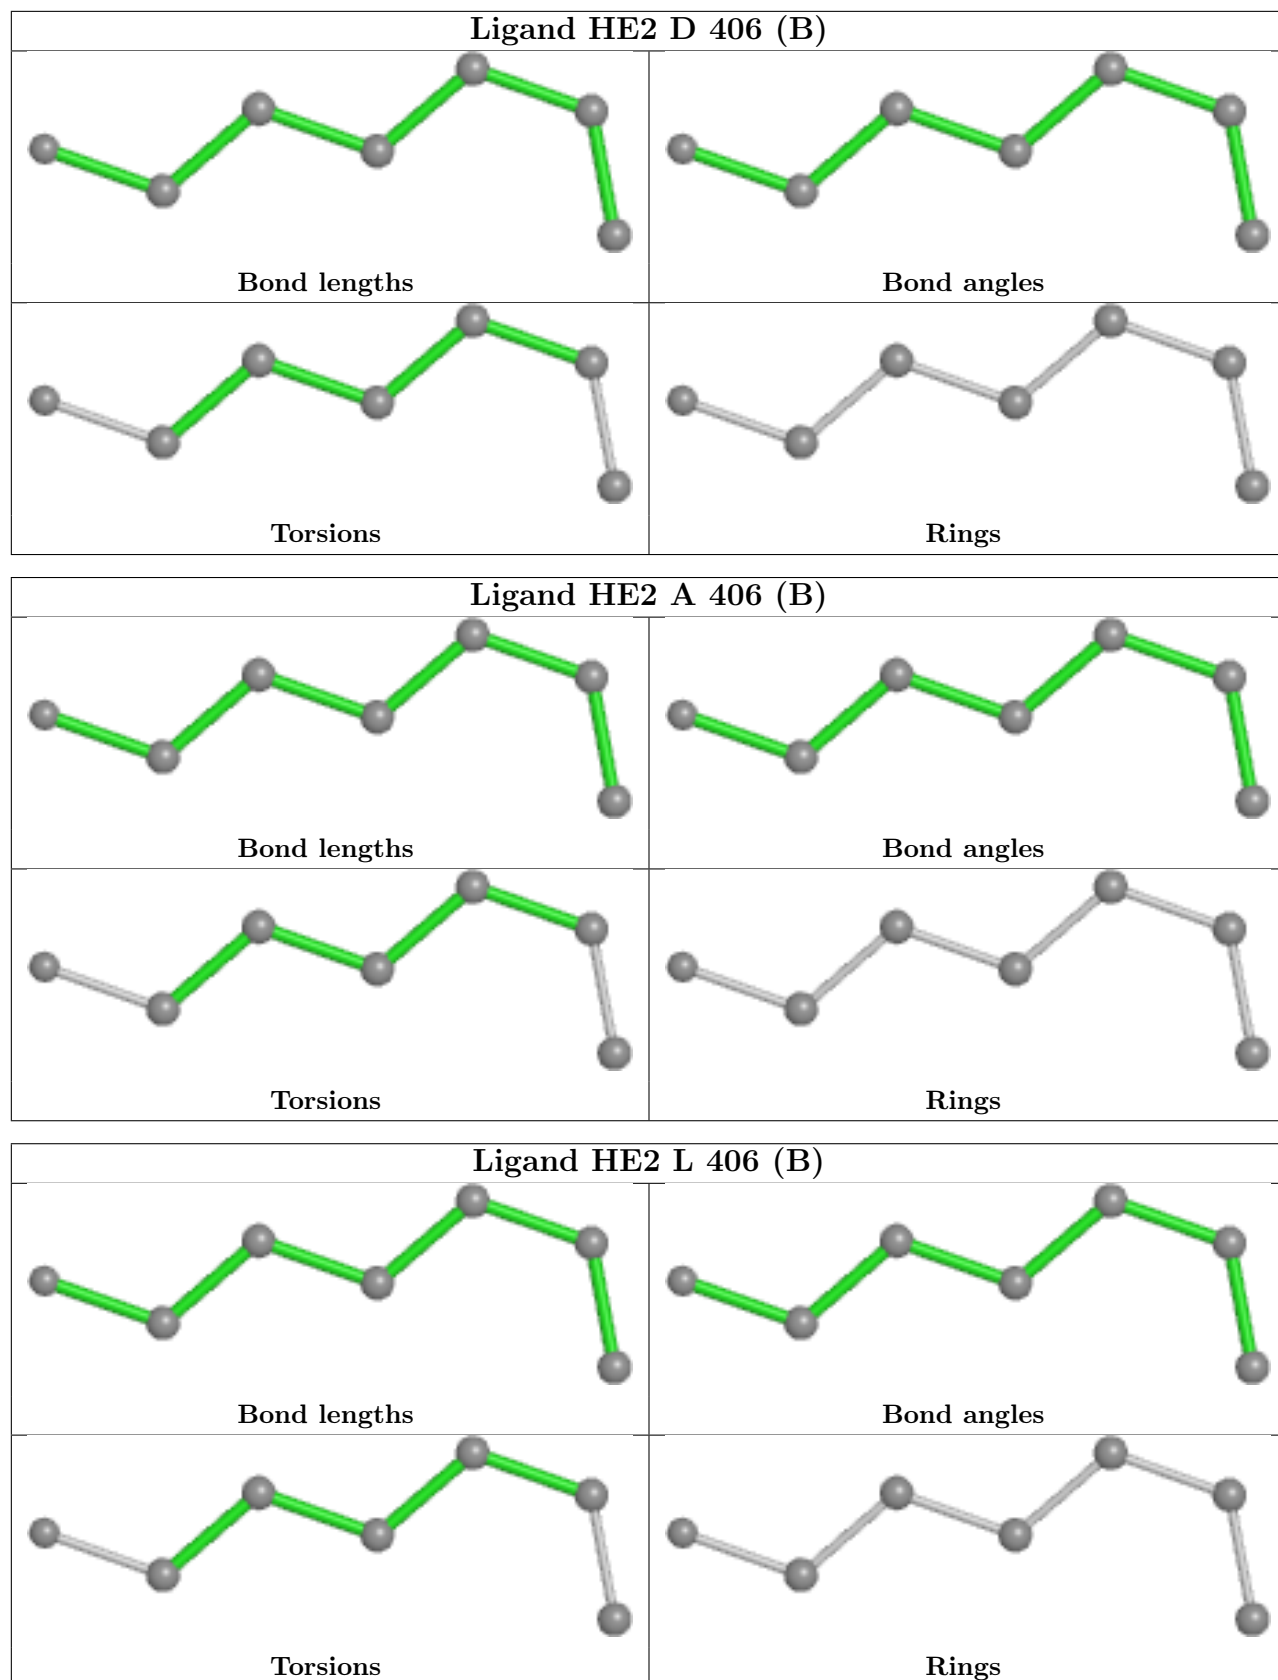 Ligand HE2 D 406 (B)
Bond lengths
Bond angles
Torsions
Rings
Ligand HE2 A 406 (B)
Bond lengths
Bond angles
Torsions
Rings
Ligand HE2 L 406 (B)
Bond lengths
Bond angles
Torsions
Rings